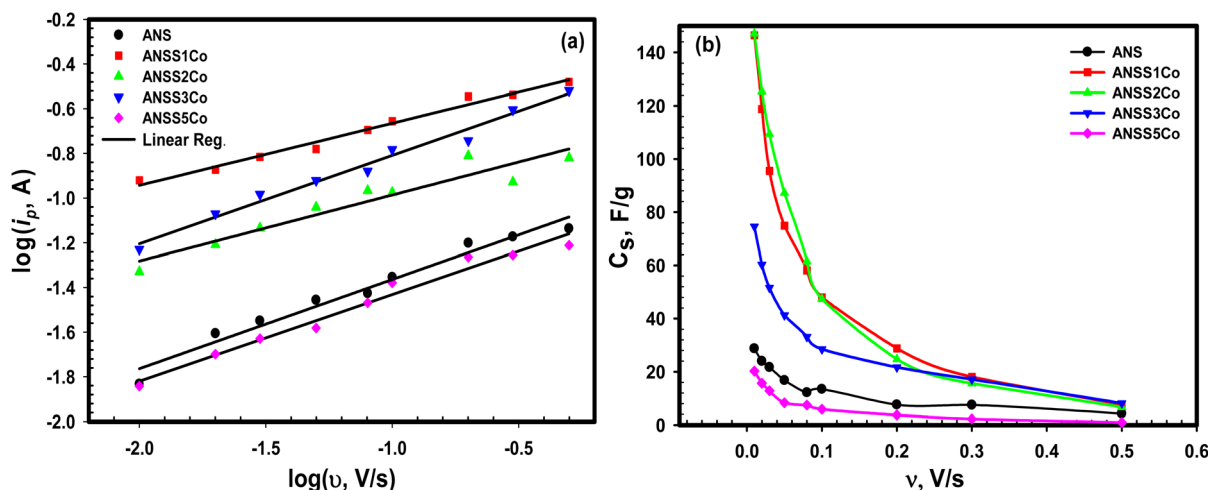 (a)
ANS
ANSS1Co
ANSS2Co
ANSS3Co
ANSS5Co
Linear Reg.
log(ip, A)
-0.2
-0.4
-0.6
-0.8
-1.0
-1.2
-1.4
-1.6
-1.8
-2.0
-2.0 -1.5 -1.0 -0.5
log(υ, V/s)
(b)
ANS
ANSS1Co
ANSS2Co
ANSS3Co
ANSS5Co
Cs, F/g
140
120
100
80
60
40
20
0
0.0 0.1 0.2 0.3 0.4 0.5 0.6
ν, V/s